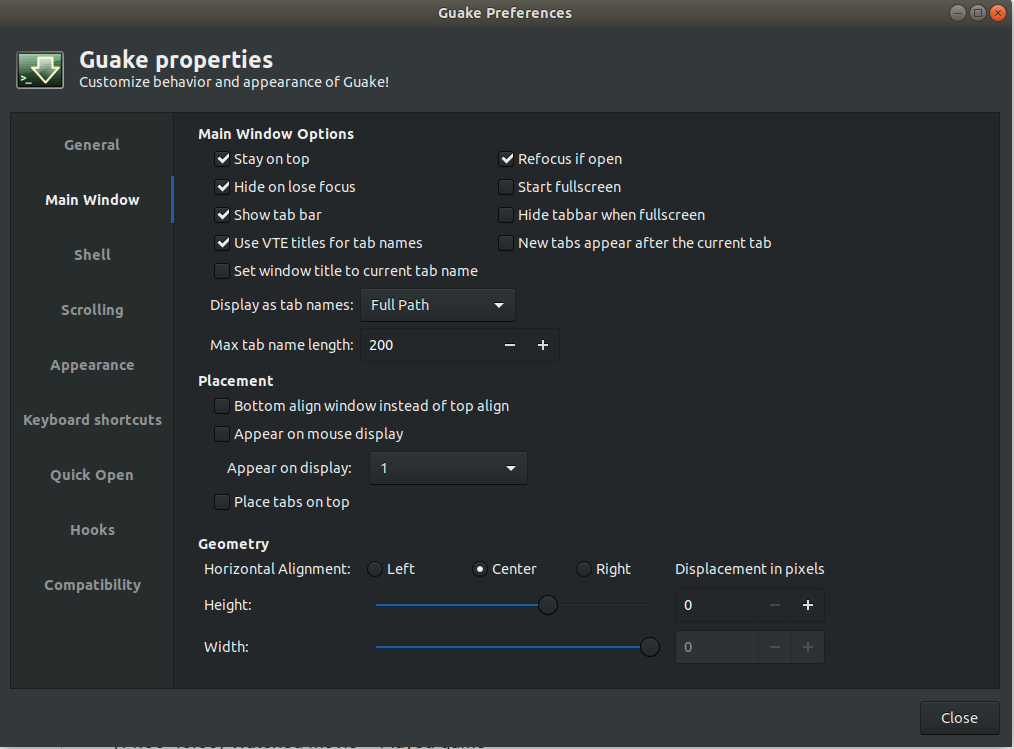 Guake Preferences
Guake properties
Customize behavior and appearance of Guake!
General
Main Window
Shell
Scrolling
Appearance
Keyboard shortcuts
Quick Open
Hooks
Compatibility
Main Window Options
Stay on top
Refocus if open
Hide on lose focus
Start fullscreen
Show tab bar
Hide tabbar when fullscreen
Use VTE titles for tab names
New tabs appear after the current tab
Set window title to current tab name
Display as tab names: Full Path
Max tab name length: 200 − +
Placement
Bottom align window instead of top align
Appear on mouse display
Appear on display: 1
Place tabs on top
Geometry
Horizontal Alignment: Left Center Right Displacement in pixels
Height: 0 − +
Width: 0 − +
Close